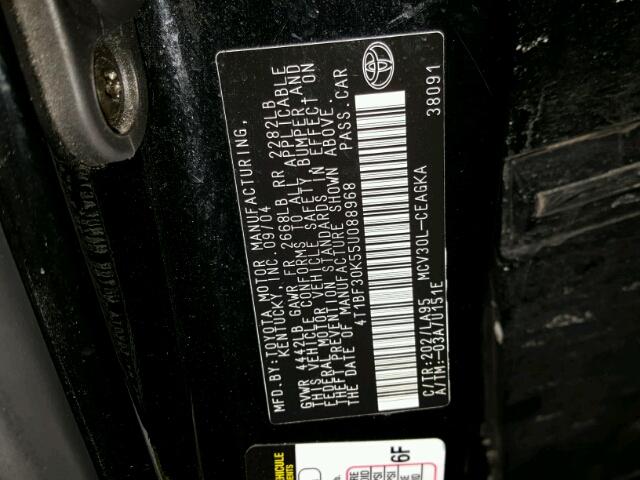 MFD.BY:TOYOTA MOTOR MANUFACTURING,
KENTUCKY, INC. 09/04
GVWR 4442LB GAWR FR 2668LB RR 2282LB
THIS VEHICLE CONFORMS TO ALL APPLICABLE
FEDERAL MOTOR VEHICLE SAFETY, BUMPER, AND
THEFT PREVENTION STANDARDS IN EFFECT ON
THE DATE OF MANUFACTURE SHOWN ABOVE.
4T1BF30K55U088968 PASS.CAR
C/TR:202/LA95 MCV30L-CEAGKA
A/TM:-03A/U151E 38091
VEHICULE
6F